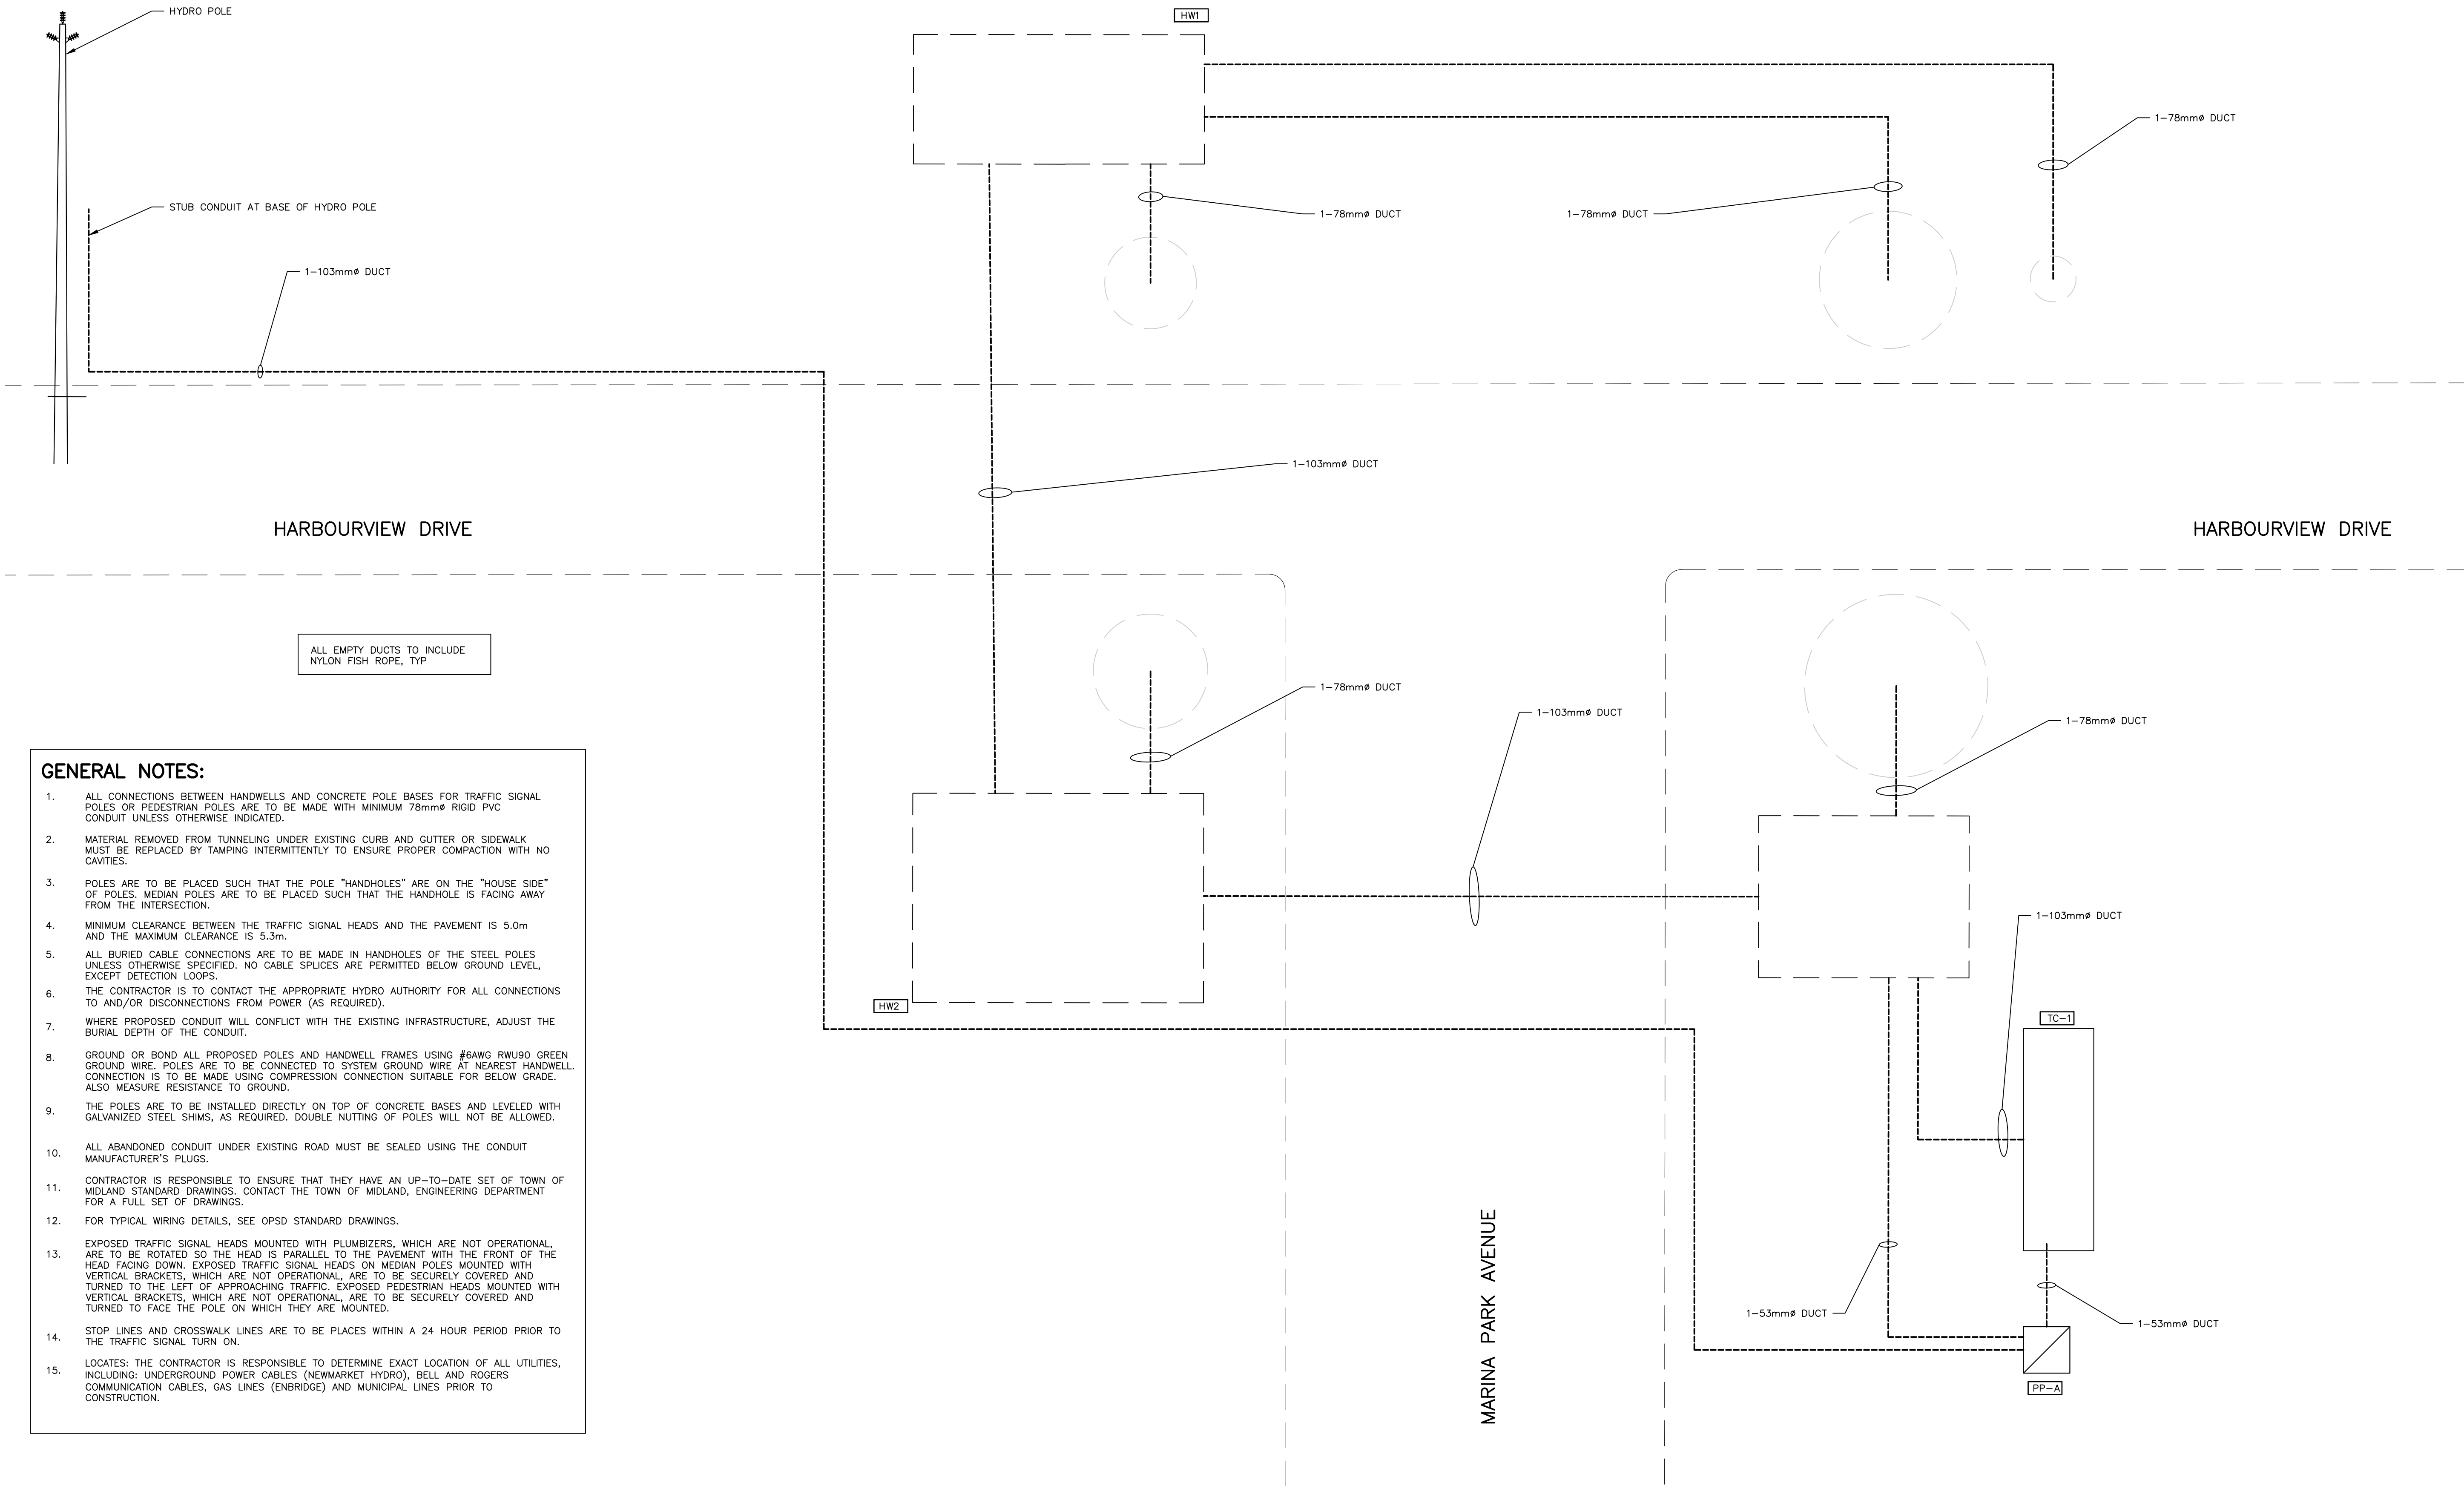 HYDRO POLE
HW1
1-78mmø DUCT
STUB CONDUIT AT BASE OF HYDRO POLE
1-78mmø DUCT
1-78mmø DUCT
1-103mmø DUCT
1-103mmø DUCT
HARBOURVIEW DRIVE
HARBOURVIEW DRIVE
ALL EMPTY DUCTS TO INCLUDE
NYLON FISH ROPE, TYP
1-78mmø DUCT
1-103mmø DUCT
1-78mmø DUCT
GENERAL NOTES:
1. ALL CONNECTIONS BETWEEN HANDWELLS AND CONCRETE POLE BASES FOR TRAFFIC SIGNAL
POLES OR PEDESTRIAN POLES ARE TO BE MADE WITH MINIMUM 78mmø RIGID PVC
CONDUIT UNLESS OTHERWISE INDICATED.
2. MATERIAL REMOVED FROM TUNNELING UNDER EXISTING CURB AND GUTTER OR SIDEWALK
MUST BE REPLACED BY TAMPING INTERMITTENTLY TO ENSURE PROPER COMPACTION WITH NO
CAVITIES.
3. POLES ARE TO BE PLACED SUCH THAT THE POLE "HANDHOLES" ARE ON THE "HOUSE SIDE"
OF POLES. MEDIAN POLES ARE TO BE PLACED SUCH THAT THE HANDHOLE IS FACING AWAY
FROM THE INTERSECTION.
4. MINIMUM CLEARANCE BETWEEN THE TRAFFIC SIGNAL HEADS AND THE PAVEMENT IS 5.0m
AND THE MAXIMUM CLEARANCE IS 5.3m.
5. ALL BURIED CABLE CONNECTIONS ARE TO BE MADE IN HANDHOLES OF THE STEEL POLES
UNLESS OTHERWISE SPECIFIED. NO CABLE SPLICES ARE PERMITTED BELOW GROUND LEVEL,
EXCEPT DETECTION LOOPS.
6. THE CONTRACTOR IS TO CONTACT THE APPROPRIATE HYDRO AUTHORITY FOR ALL CONNECTIONS
TO AND/OR DISCONNECTIONS FROM POWER (AS REQUIRED).
7. WHERE PROPOSED CONDUIT WILL CONFLICT WITH THE EXISTING INFRASTRUCTURE, ADJUST THE
BURIAL DEPTH OF THE CONDUIT.
8. GROUND OR BOND ALL PROPOSED POLES AND HANDWELL FRAMES USING #6AWG RWU90 GREEN
GROUND WIRE. POLES ARE TO BE CONNECTED TO SYSTEM GROUND WIRE AT NEAREST HANDWELL.
CONNECTION IS TO BE MADE USING COMPRESSION CONNECTION SUITABLE FOR BELOW GRADE.
ALSO MEASURE RESISTANCE TO GROUND.
9. THE POLES ARE TO BE INSTALLED DIRECTLY ON TOP OF CONCRETE BASES AND LEVELED WITH
GALVANIZED STEEL SHIMS, AS REQUIRED. DOUBLE NUTTING OF POLES WILL NOT BE ALLOWED.
10. ALL ABANDONED CONDUIT UNDER EXISTING ROAD MUST BE SEALED USING THE CONDUIT
MANUFACTURER'S PLUGS.
11. CONTRACTOR IS RESPONSIBLE TO ENSURE THAT THEY HAVE AN UP-TO-DATE SET OF TOWN OF
MIDLAND STANDARD DRAWINGS. CONTACT THE TOWN OF MIDLAND, ENGINEERING DEPARTMENT
FOR A FULL SET OF DRAWINGS.
12. FOR TYPICAL WIRING DETAILS, SEE OPSD STANDARD DRAWINGS.
13. EXPOSED TRAFFIC SIGNAL HEADS MOUNTED WITH PLUMBIZERS, WHICH ARE NOT OPERATIONAL,
ARE TO BE ROTATED SO THE HEAD IS PARALLEL TO THE PAVEMENT WITH THE FRONT OF THE
HEAD FACING DOWN. EXPOSED TRAFFIC SIGNAL HEADS ON MEDIAN POLES MOUNTED WITH
VERTICAL BRACKETS, WHICH ARE NOT OPERATIONAL, ARE TO BE SECURELY COVERED AND
TURNED TO THE LEFT OF APPROACHING TRAFFIC. EXPOSED PEDESTRIAN HEADS MOUNTED WITH
VERTICAL BRACKETS, WHICH ARE NOT OPERATIONAL, ARE TO BE SECURELY COVERED AND
TURNED TO FACE THE POLE ON WHICH THEY ARE MOUNTED.
14. STOP LINES AND CROSSWALK LINES ARE TO BE PLACES WITHIN A 24 HOUR PERIOD PRIOR TO
THE TRAFFIC SIGNAL TURN ON.
15. LOCATES: THE CONTRACTOR IS RESPONSIBLE TO DETERMINE EXACT LOCATION OF ALL UTILITIES,
INCLUDING: UNDERGROUND POWER CABLES (NEWMARKET HYDRO), BELL AND ROGERS
COMMUNICATION CABLES, GAS LINES (ENBRIDGE) AND MUNICIPAL LINES PRIOR TO
CONSTRUCTION.
1-103mmø DUCT
HW2
TC-1
MARINA PARK AVENUE
1-53mmø DUCT
1-53mmø DUCT
PP-A